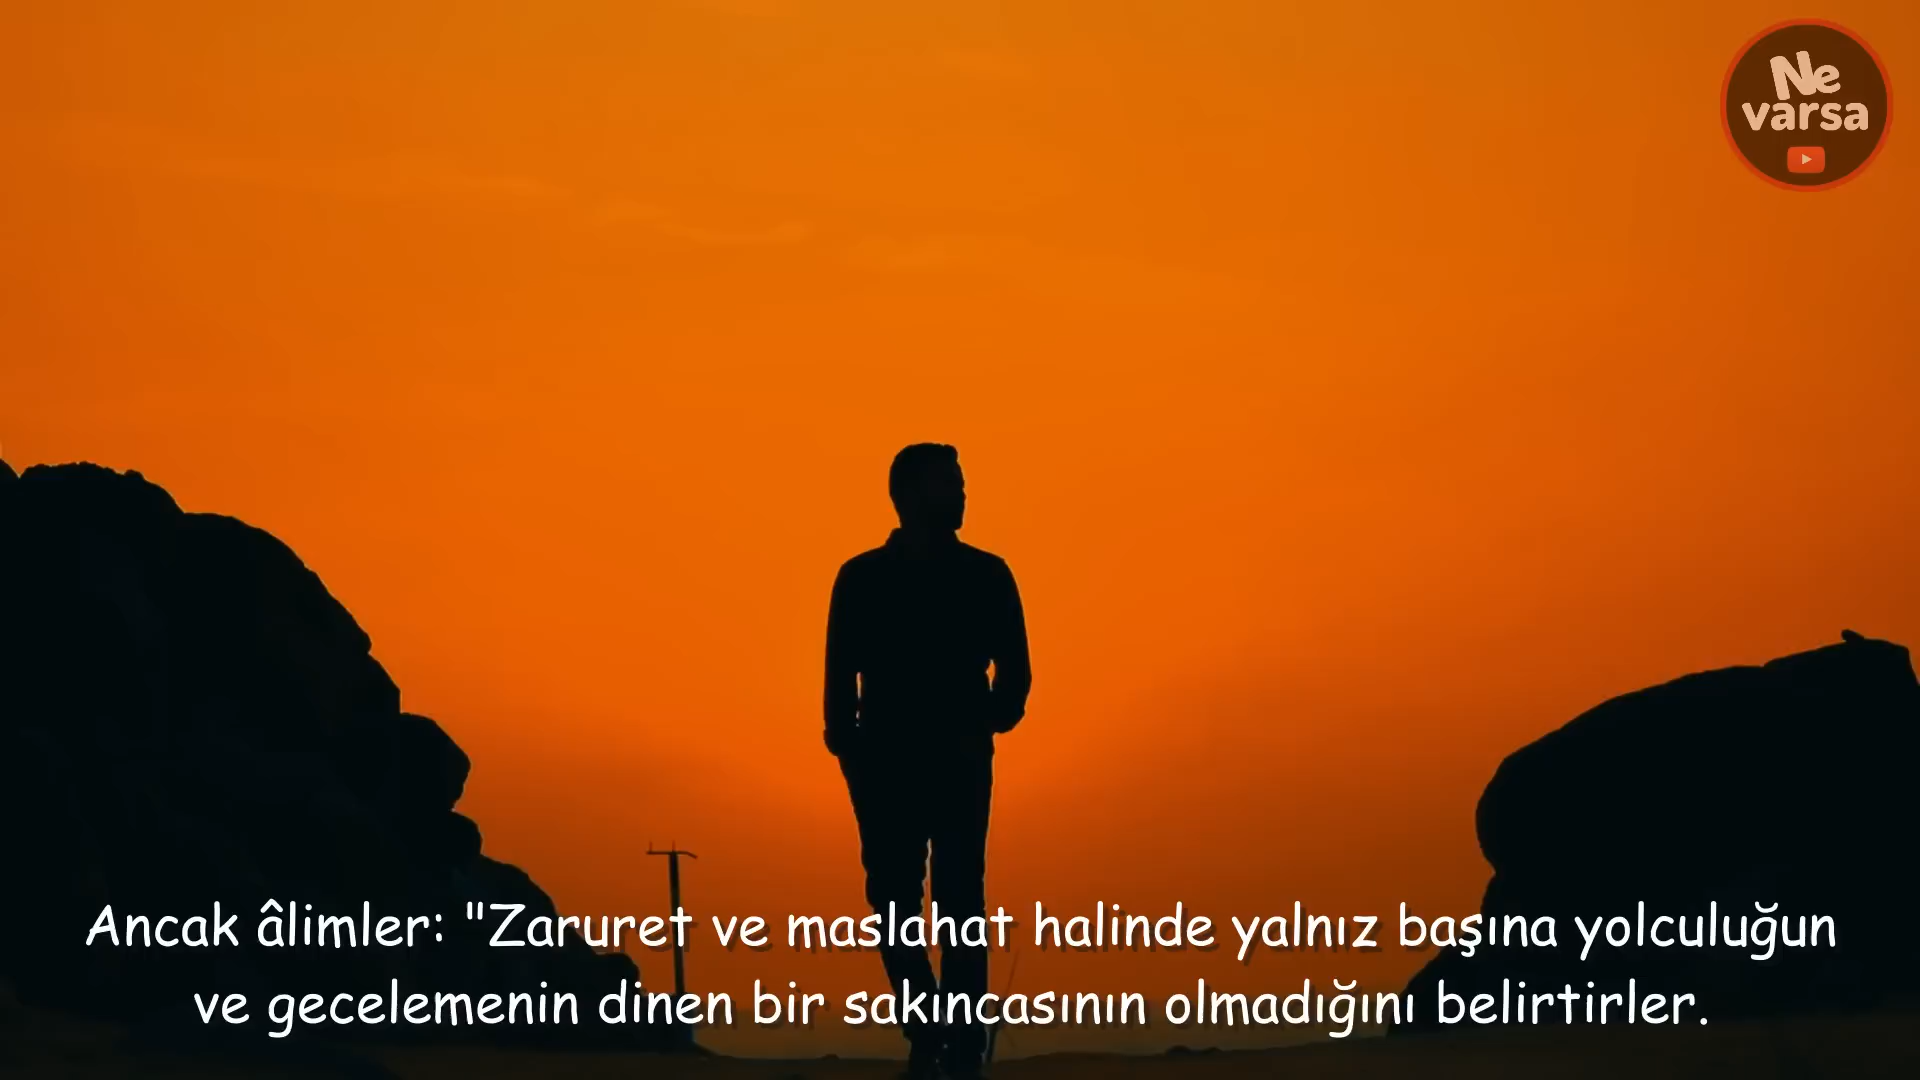 Ne
varsa
Ancak âlimler: "Zaruret ve maslahat halinde yalnız başına yolculuğun
ve gecelemenin dinen bir sakıncasının olmadığını belirtirler.